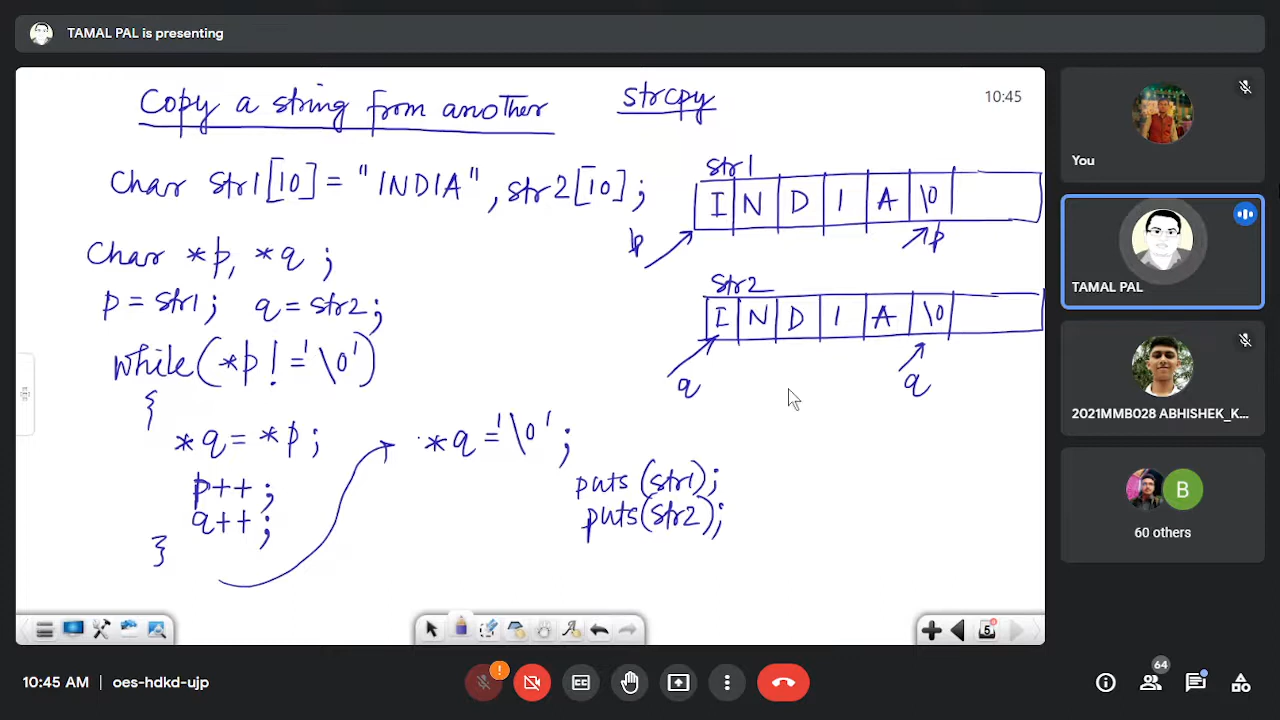 TAMAL PAL is presenting
Copy a string from another strcpy
10:45
Char str1[10] = "INDIA", str2[10];
Char *p, *q ;
p = str1; q = str2;
while(*p != '\0')
{
*q = *p ;
p++ ;
q++ ;
}
*q = '\0' ;
puts (str1);
puts(str2);
str1
I N D I A \0
p p
str2
I N D I A \0
q q
You
TAMAL PAL
2021MMB028 ABHISHEK_K...
B
60 others
5
10:45 AM | oes-hdkd-ujp
64